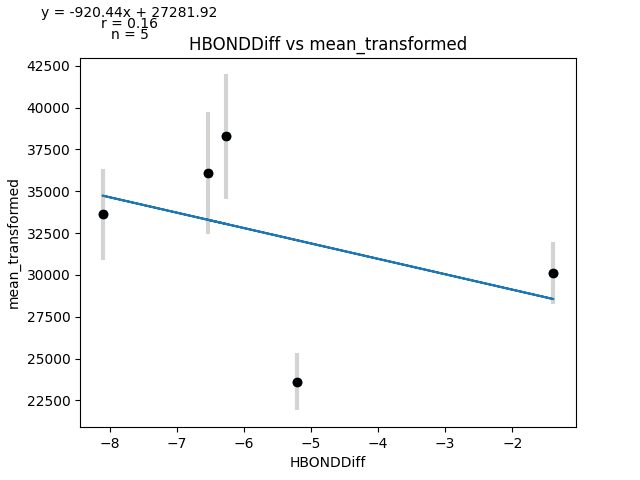 y = -920.44x + 27281.92
r = 0.16
n = 5
HBONDDiff vs mean_transformed
42500
40000
37500
35000
32500
30000
27500
25000
22500
mean_transformed
−8 −7 −6 −5 −4 −3 −2
HBONDDiff